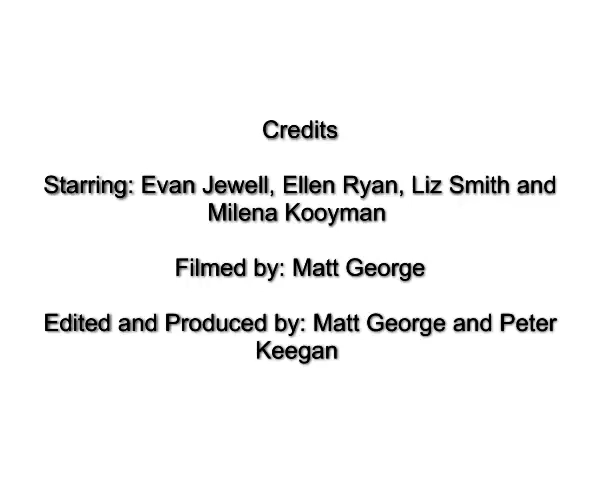 Credits
Starring: Evan Jewell, Ellen Ryan, Liz Smith and
Milena Kooyman
Filmed by: Matt George
Edited and Produced by: Matt George and Peter
Keegan